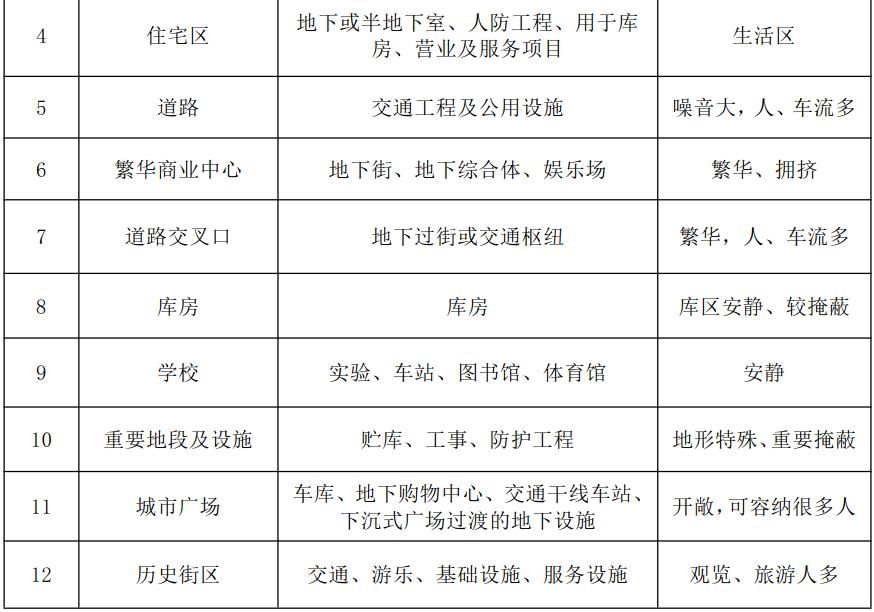 4 住宅区 地下或半地下室、人防工程、用于库房、营业及服务项目 生活区
5 道路 交通工程及公用设施 噪音大，人、车流多
6 繁华商业中心 地下街、地下综合体、娱乐场 繁华、拥挤
7 道路交叉口 地下过街或交通枢纽 繁华，人、车流多
8 库房 库房 库区安静、较掩蔽
9 学校 实验、车站、图书馆、体育馆 安静
10 重要地段及设施 贮库、工事、防护工程 地形特殊、重要掩蔽
11 城市广场 车库、地下购物中心、交通干线车站、下沉式广场过渡的地下设施 开敞，可容纳很多人
12 历史街区 交通、游乐、基础设施、服务设施 观览、旅游人多